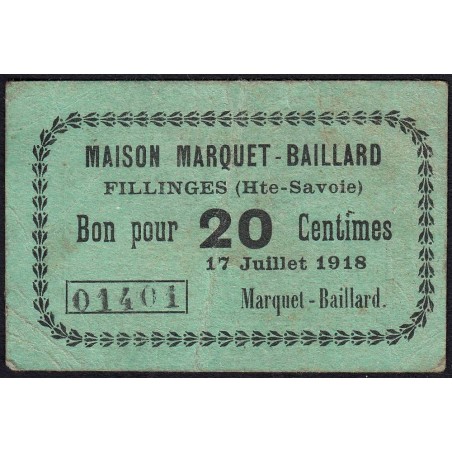 MAISON MARQUET-BAILLARD
FILLINGES (Hte-Savoie)
Bon pour 20 Centimes
17 Juillet 1918
01401 Marquet-Baillard.